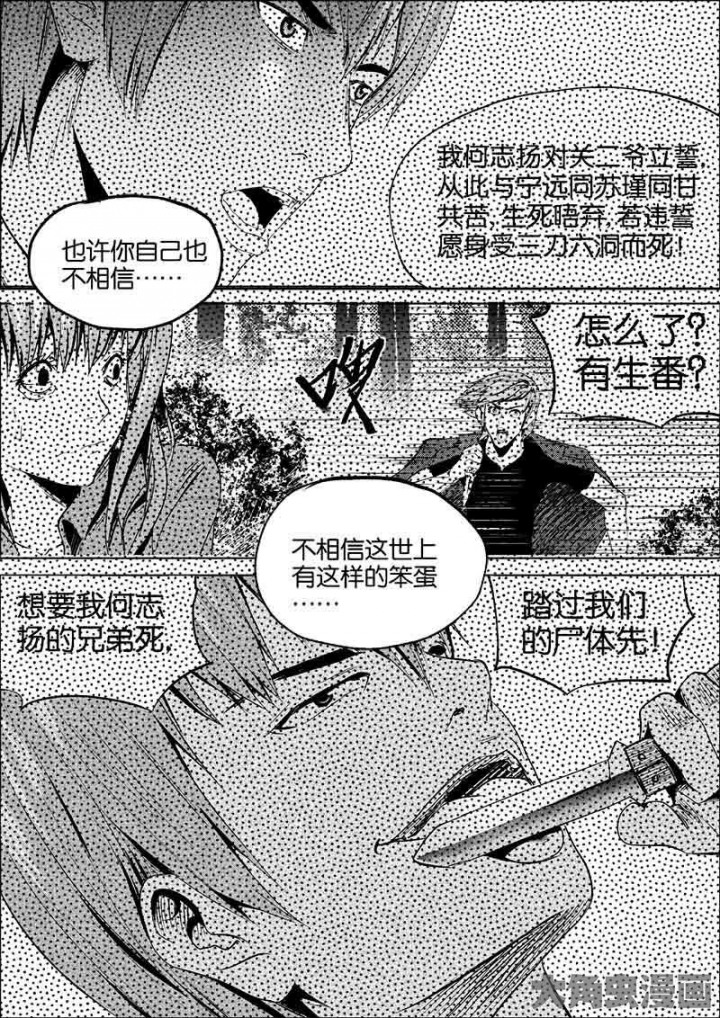 我何志扬对关二爷立誓,
从此与宁远同苏瑾同甘
共苦,生死唔弃,若违誓
愿身受三刀六洞而死!
也许你自己也
不相信……
怎么了?
有生番?
嗖
不相信这世上
有这样的笨蛋
……
想要我何志
扬的兄弟死,
踏过我们
的尸体先!
大角虫漫画